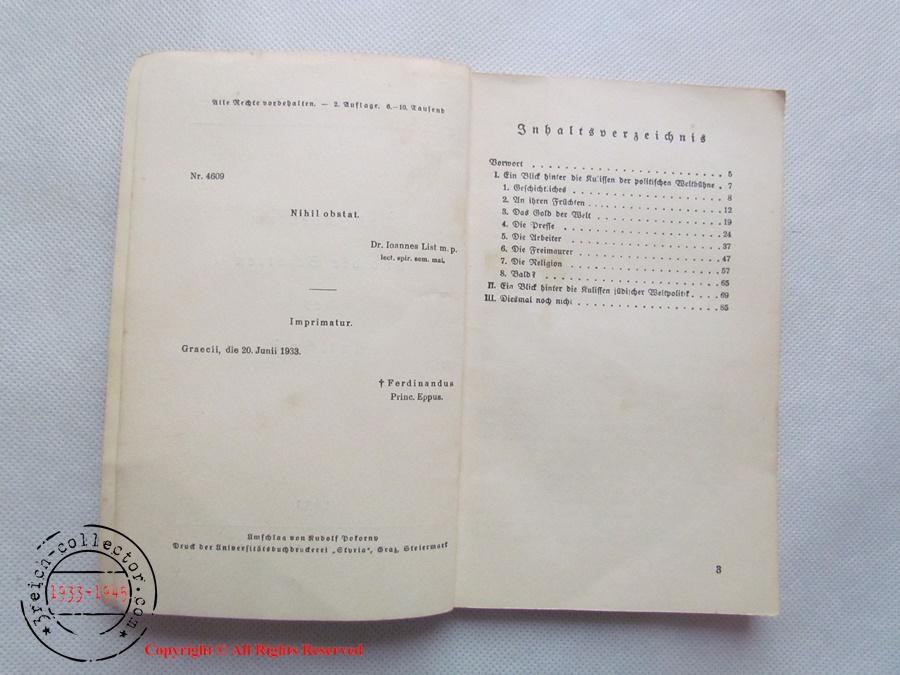 Alle Rechte vorbehalten. — 2. Auflage. 6.—10. Tausend
Nr. 4609
Nihil obstat.
Dr. Ioannes List m. p.
lect. spir. sem. mai.
Imprimatur.
Graecii, die 20. Junii 1933.
† Ferdinandus
Princ. Eppus.
Umschlag von Rudolf Pokorny
Druck der Universitätsbuchdruckerei „Styria“, Graz, Steiermark
Inhaltsverzeichnis
Vorwort . . . . . . . . . . . . . . . . . . . . . 5
I. Ein Blick hinter die Kulissen der politischen Weltbühne . 7
1. Geschichtliches . . . . . . . . . . . . . . . . 8
2. An ihren Früchten . . . . . . . . . . . . . . . 12
3. Das Gold der Welt . . . . . . . . . . . . . . 19
4. Die Presse . . . . . . . . . . . . . . . . . . 24
5. Die Arbeiter . . . . . . . . . . . . . . . . . 37
6. Die Freimaurer . . . . . . . . . . . . . . . . 47
7. Die Religion . . . . . . . . . . . . . . . . . 57
8. Bald? . . . . . . . . . . . . . . . . . . . . 65
II. Ein Blick hinter die Kulissen jüdischer Weltpolitik . . . . 69
III. Diesmal noch nicht . . . . . . . . . . . . . . . . 85
3
3reich-collector.com
1933-1945
Copyright © All Rights Reserved